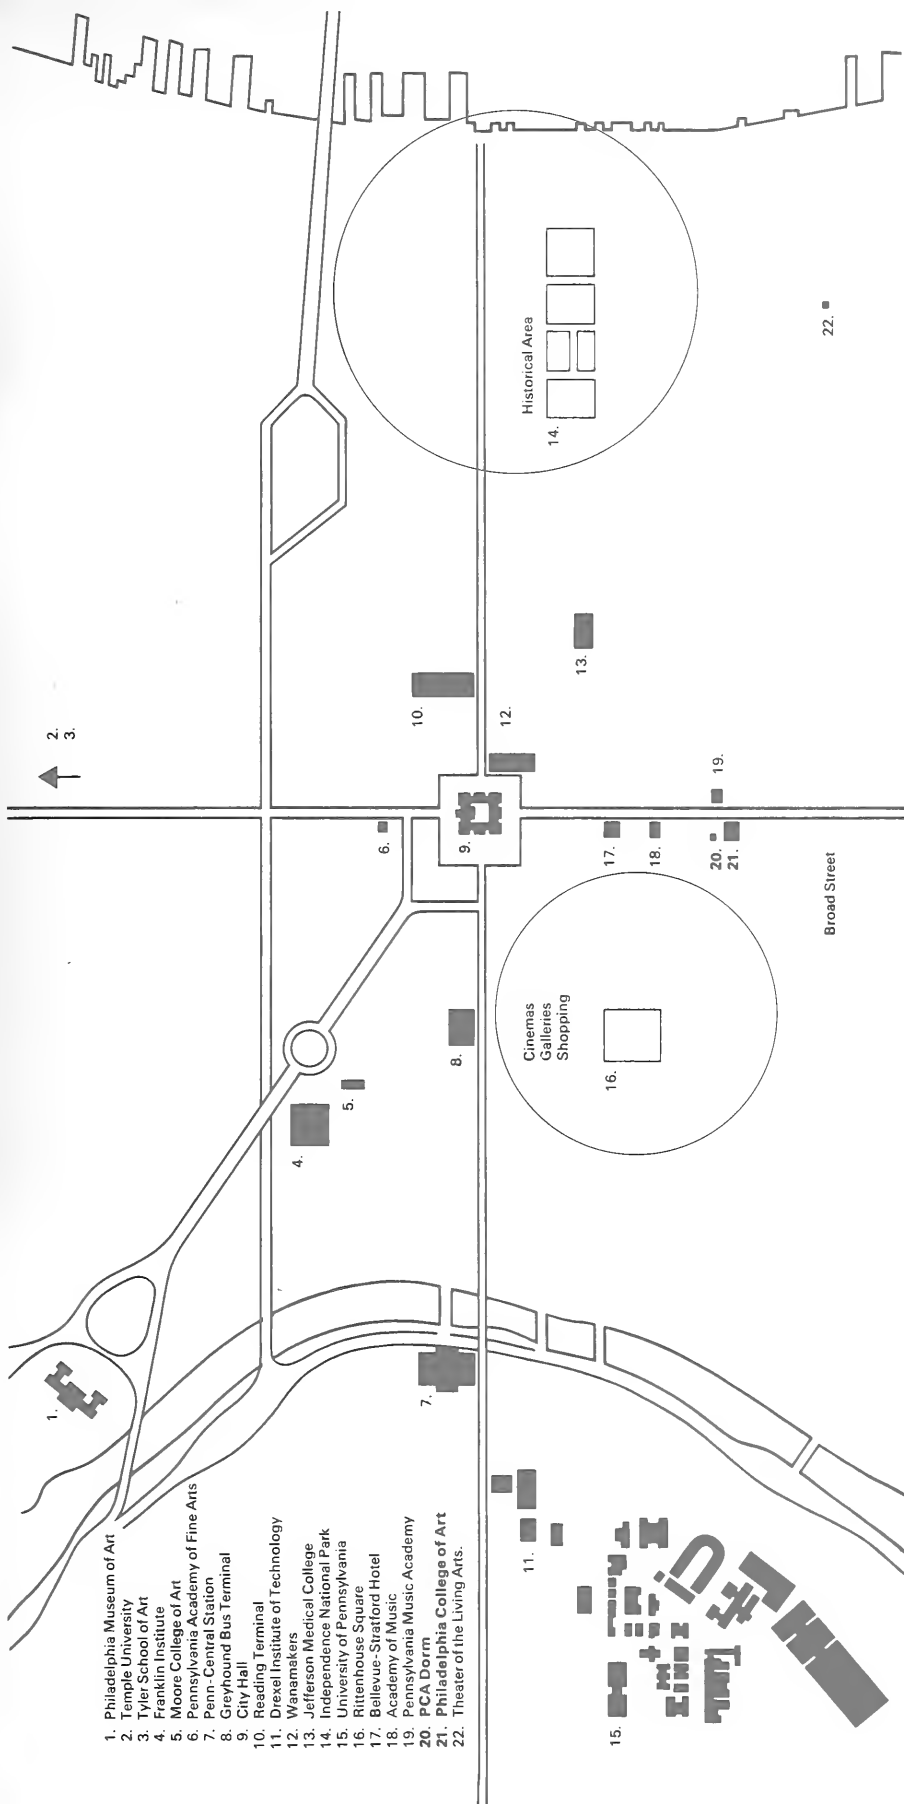 1. Philadelphia Museum of Art
2. Temple University
3. Tyler School of Art
4. Franklin Institute
5. Moore College of Art
6. Pennsylvania Academy of Fine Arts
7. Penn-Central Station
8. Greyhound Bus Terminal
9. City Hall
10. Reading Terminal
11. Drexel Institute of Technology
12. Wanamakers
13. Jefferson Medical College
14. Independence National Park
15. University of Pennsylvania
16. Rittenhouse Square
17. Bellevue-Stratford Hotel
18. Academy of Music
19. Pennsylvania Music Academy
20. PCA Dorm
21. Philadelphia College of Art
22. Theater of the Living Arts.
1.
2.
3.
4.
5.
6.
7.
8.
9.
10.
11.
12.
13.
14.
Historical Area
15.
Cinemas
Galleries
Shopping
16.
17.
18.
19.
20.
21.
22.
Broad Street